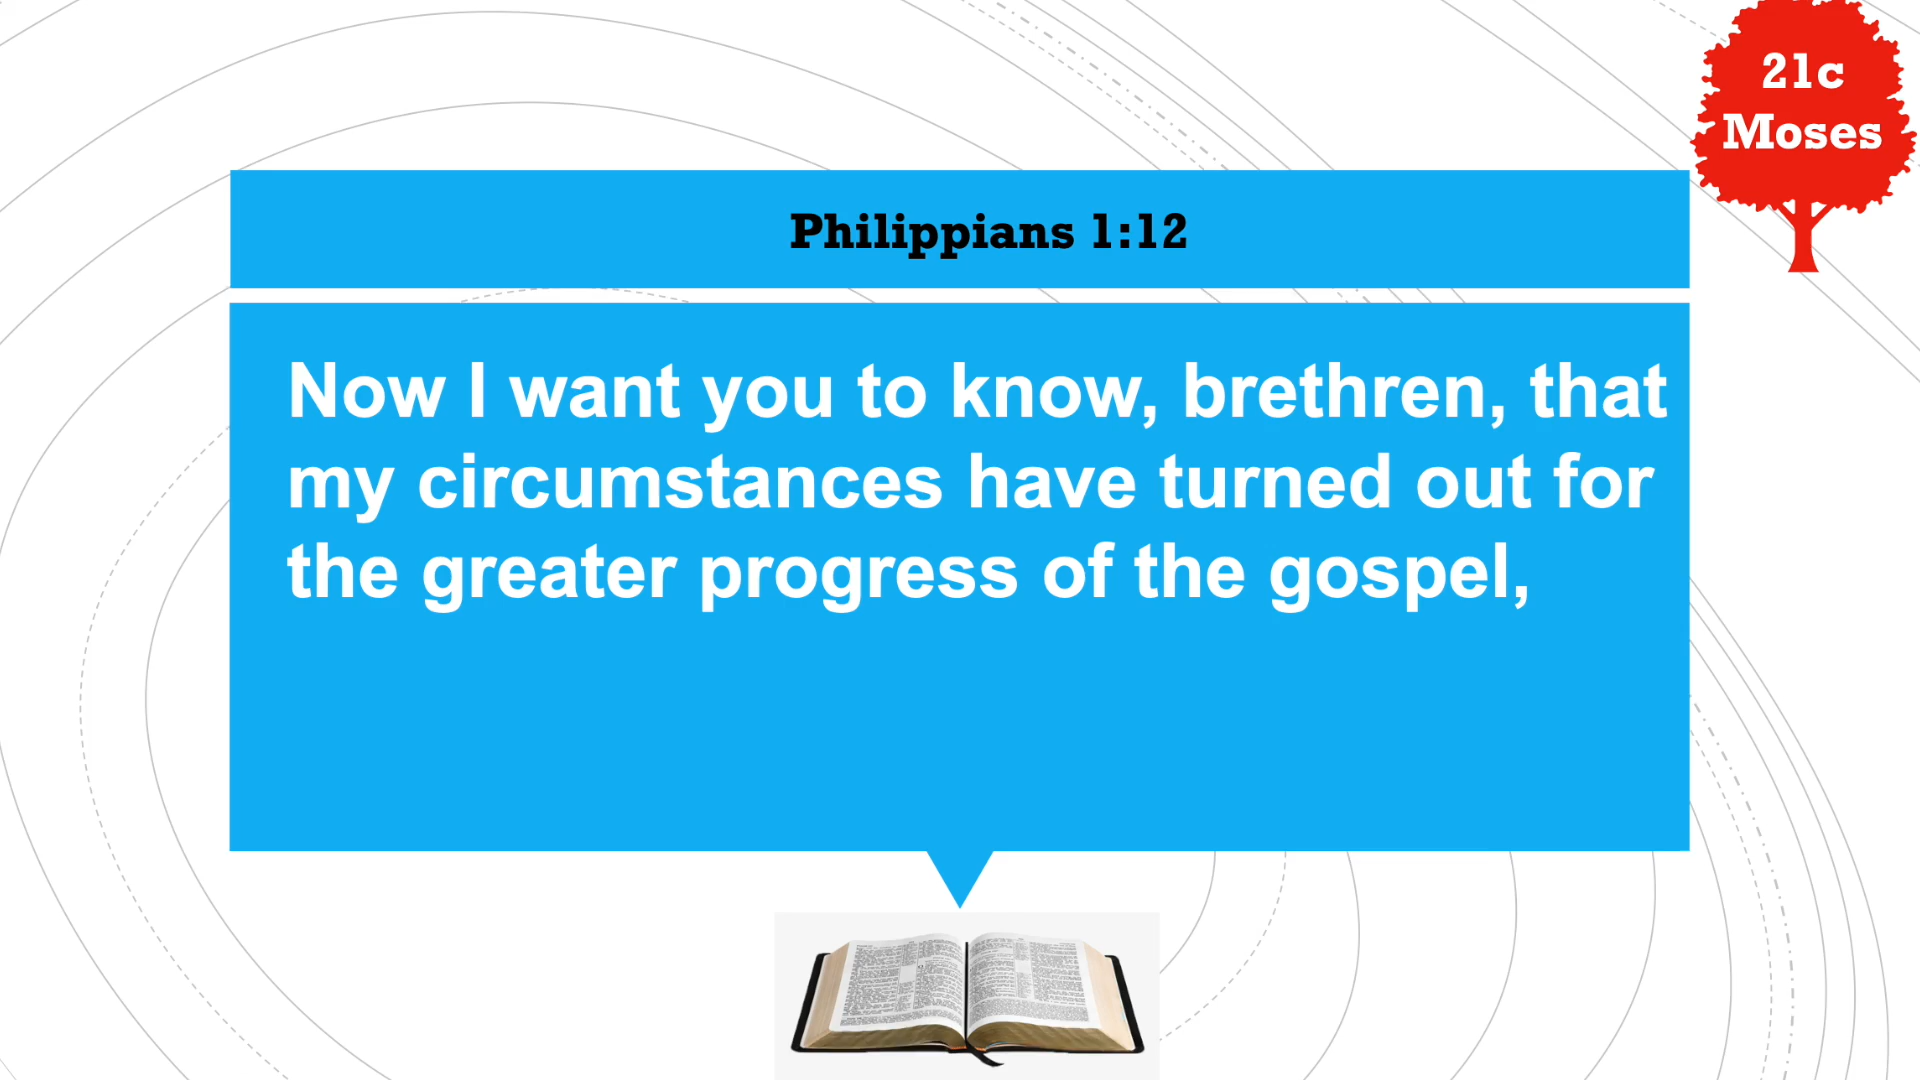 21c
Moses
Philippians 1:12
Now I want you to know, brethren, that
my circumstances have turned out for
the greater progress of the gospel,